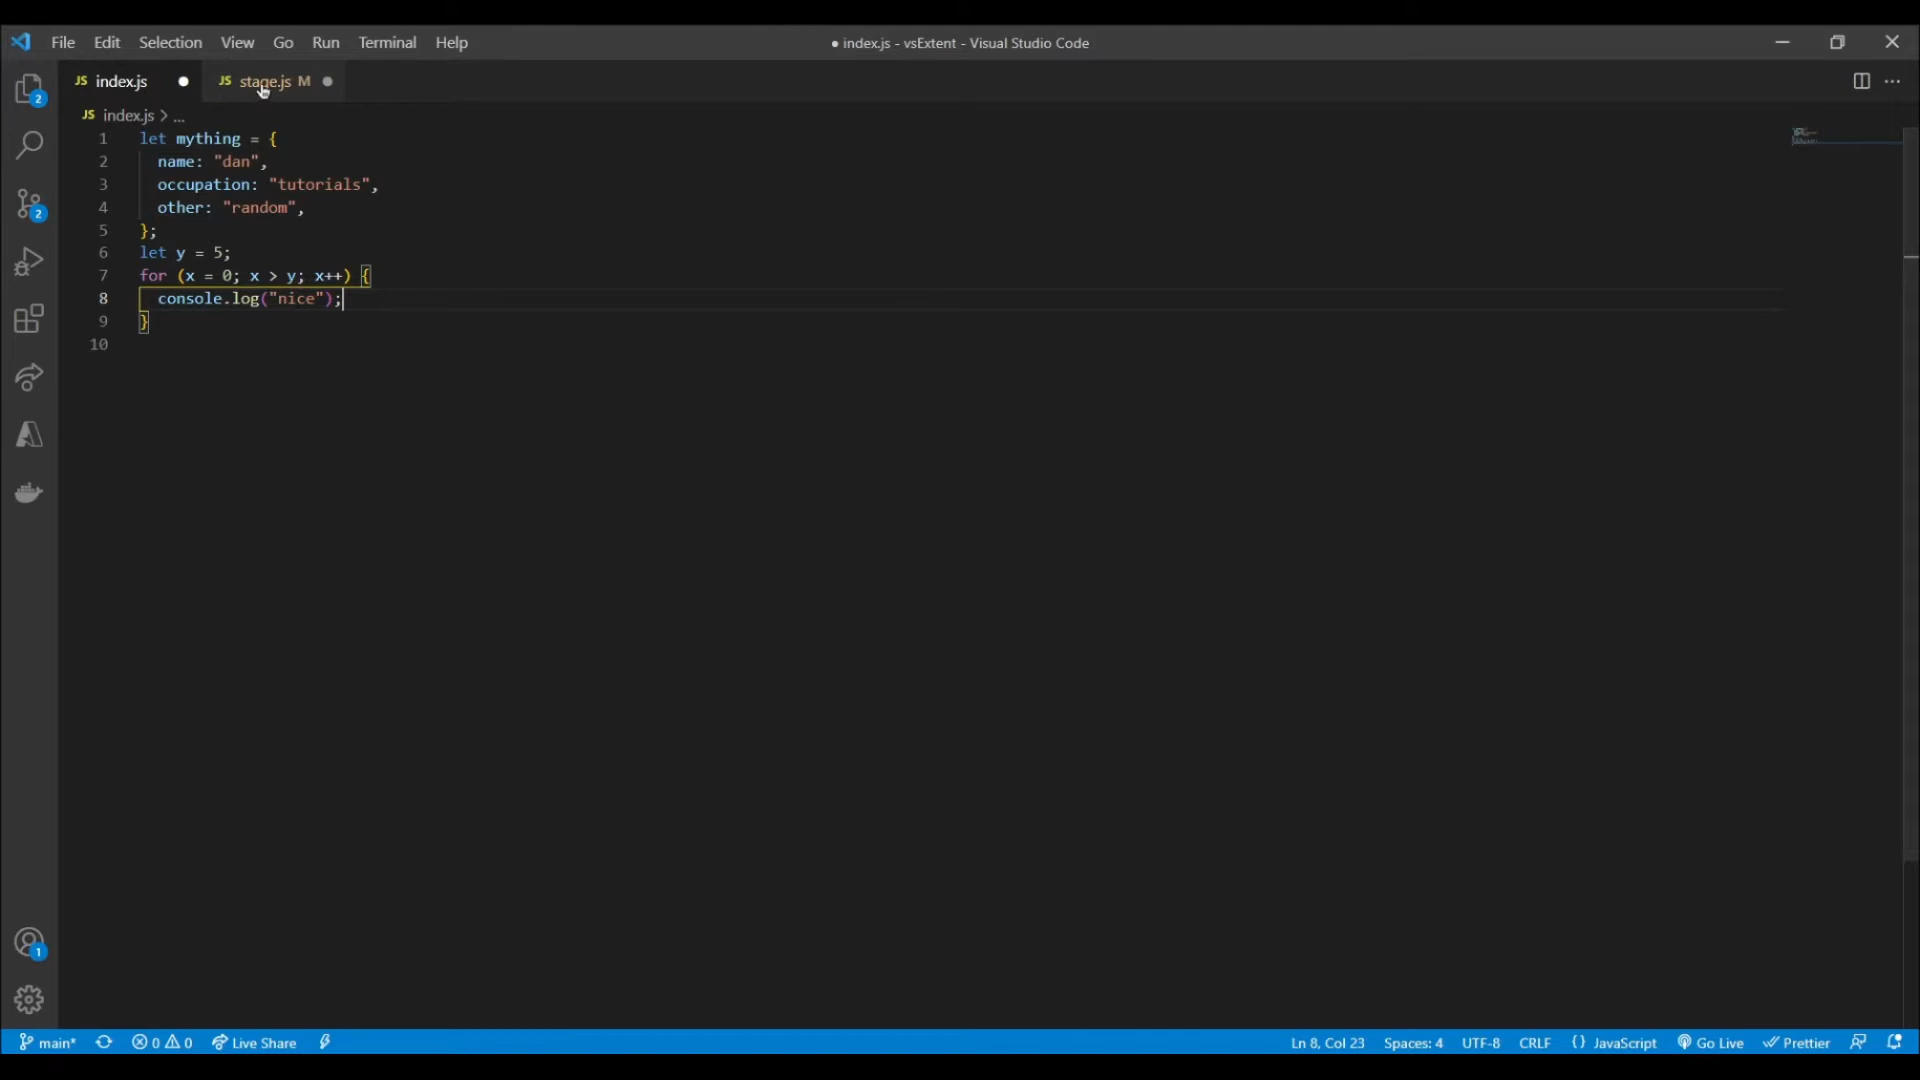 File Edit Selection View Go Run Terminal Help
● index.js - vsExtent - Visual Studio Code
JS index.js ● JS stage.js M ●
JS index.js > ...
1 let mything = {
2 name: "dan",
3 occupation: "tutorials",
4 other: "random",
5 };
6 let y = 5;
7 for (x = 0; x > y; x++) {
8 console.log("nice");
9 }
10
2
2
1
main* 0 0 Live Share Ln 8, Col 23 Spaces: 4 UTF-8 CRLF {} JavaScript Go Live Prettier